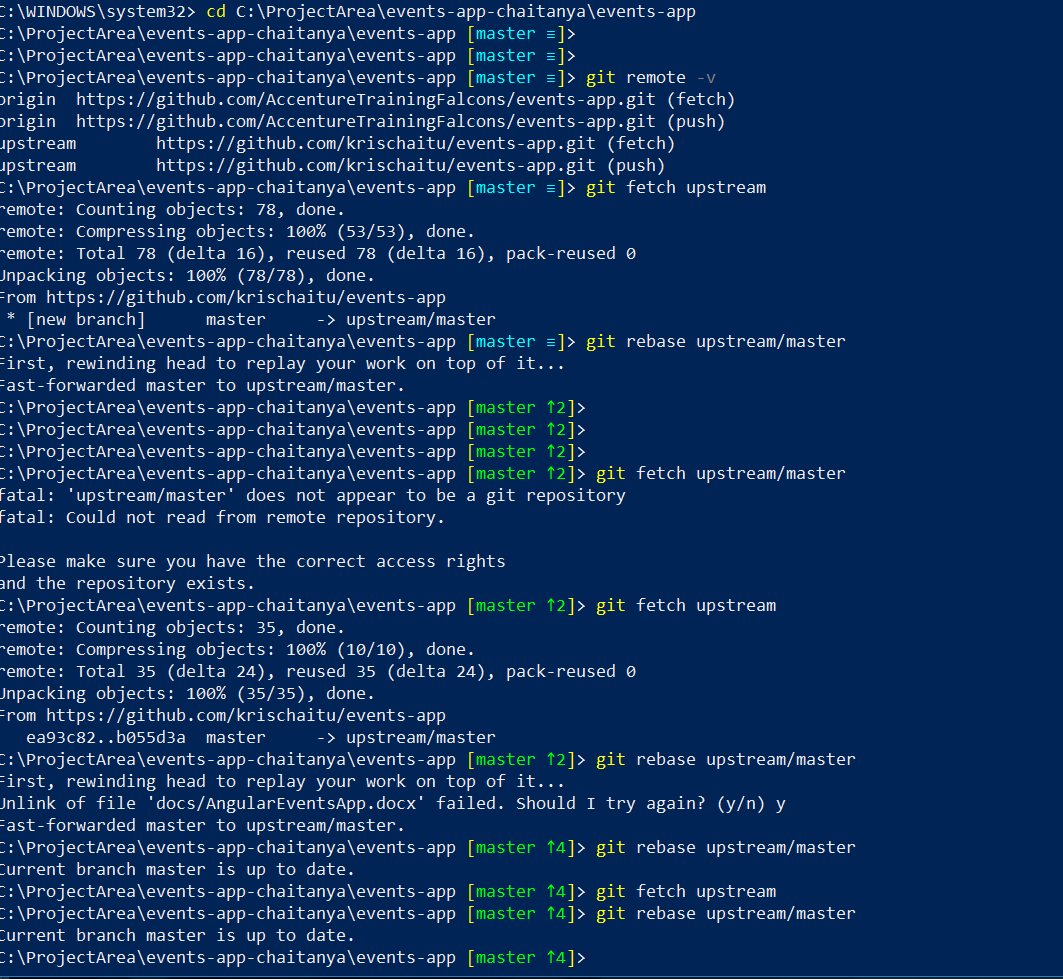 C:\WINDOWS\system32> cd C:\ProjectArea\events-app-chaitanya\events-app
C:\ProjectArea\events-app-chaitanya\events-app [master ≡]>
C:\ProjectArea\events-app-chaitanya\events-app [master ≡]>
C:\ProjectArea\events-app-chaitanya\events-app [master ≡]> git remote -v
origin  https://github.com/AccentureTrainingFalcons/events-app.git (fetch)
origin  https://github.com/AccentureTrainingFalcons/events-app.git (push)
upstream        https://github.com/krischaitu/events-app.git (fetch)
upstream        https://github.com/krischaitu/events-app.git (push)
C:\ProjectArea\events-app-chaitanya\events-app [master ≡]> git fetch upstream
remote: Counting objects: 78, done.
remote: Compressing objects: 100% (53/53), done.
remote: Total 78 (delta 16), reused 78 (delta 16), pack-reused 0
Unpacking objects: 100% (78/78), done.
From https://github.com/krischaitu/events-app
 * [new branch]      master     -> upstream/master
C:\ProjectArea\events-app-chaitanya\events-app [master ≡]> git rebase upstream/master
First, rewinding head to replay your work on top of it...
Fast-forwarded master to upstream/master.
C:\ProjectArea\events-app-chaitanya\events-app [master ↑2]>
C:\ProjectArea\events-app-chaitanya\events-app [master ↑2]>
C:\ProjectArea\events-app-chaitanya\events-app [master ↑2]>
C:\ProjectArea\events-app-chaitanya\events-app [master ↑2]> git fetch upstream/master
fatal: 'upstream/master' does not appear to be a git repository
fatal: Could not read from remote repository.

Please make sure you have the correct access rights
and the repository exists.
C:\ProjectArea\events-app-chaitanya\events-app [master ↑2]> git fetch upstream
remote: Counting objects: 35, done.
remote: Compressing objects: 100% (10/10), done.
remote: Total 35 (delta 24), reused 35 (delta 24), pack-reused 0
Unpacking objects: 100% (35/35), done.
From https://github.com/krischaitu/events-app
   ea93c82..b055d3a  master     -> upstream/master
C:\ProjectArea\events-app-chaitanya\events-app [master ↑2]> git rebase upstream/master
First, rewinding head to replay your work on top of it...
Unlink of file 'docs/AngularEventsApp.docx' failed. Should I try again? (y/n) y
Fast-forwarded master to upstream/master.
C:\ProjectArea\events-app-chaitanya\events-app [master ↑4]> git rebase upstream/master
Current branch master is up to date.
C:\ProjectArea\events-app-chaitanya\events-app [master ↑4]> git fetch upstream
C:\ProjectArea\events-app-chaitanya\events-app [master ↑4]> git rebase upstream/master
Current branch master is up to date.
C:\ProjectArea\events-app-chaitanya\events-app [master ↑4]>